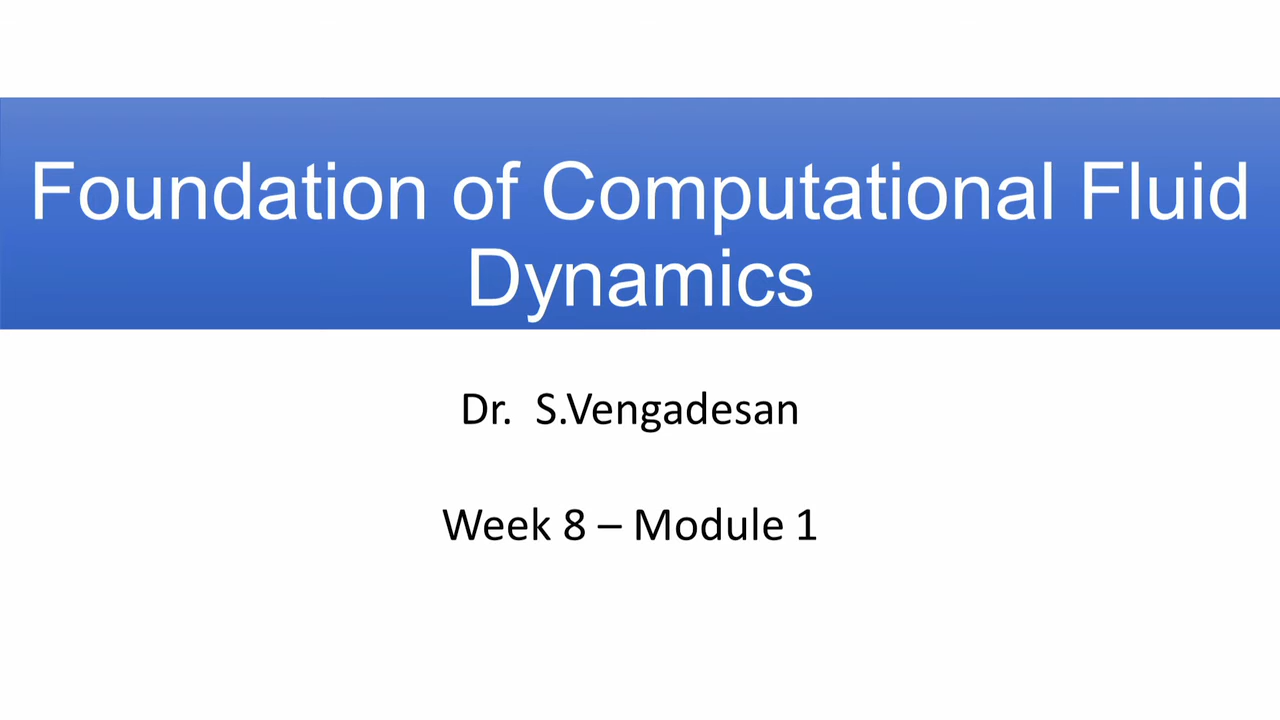 Foundation of Computational Fluid
Dynamics
Dr. S.Vengadesan
Week 8 – Module 1